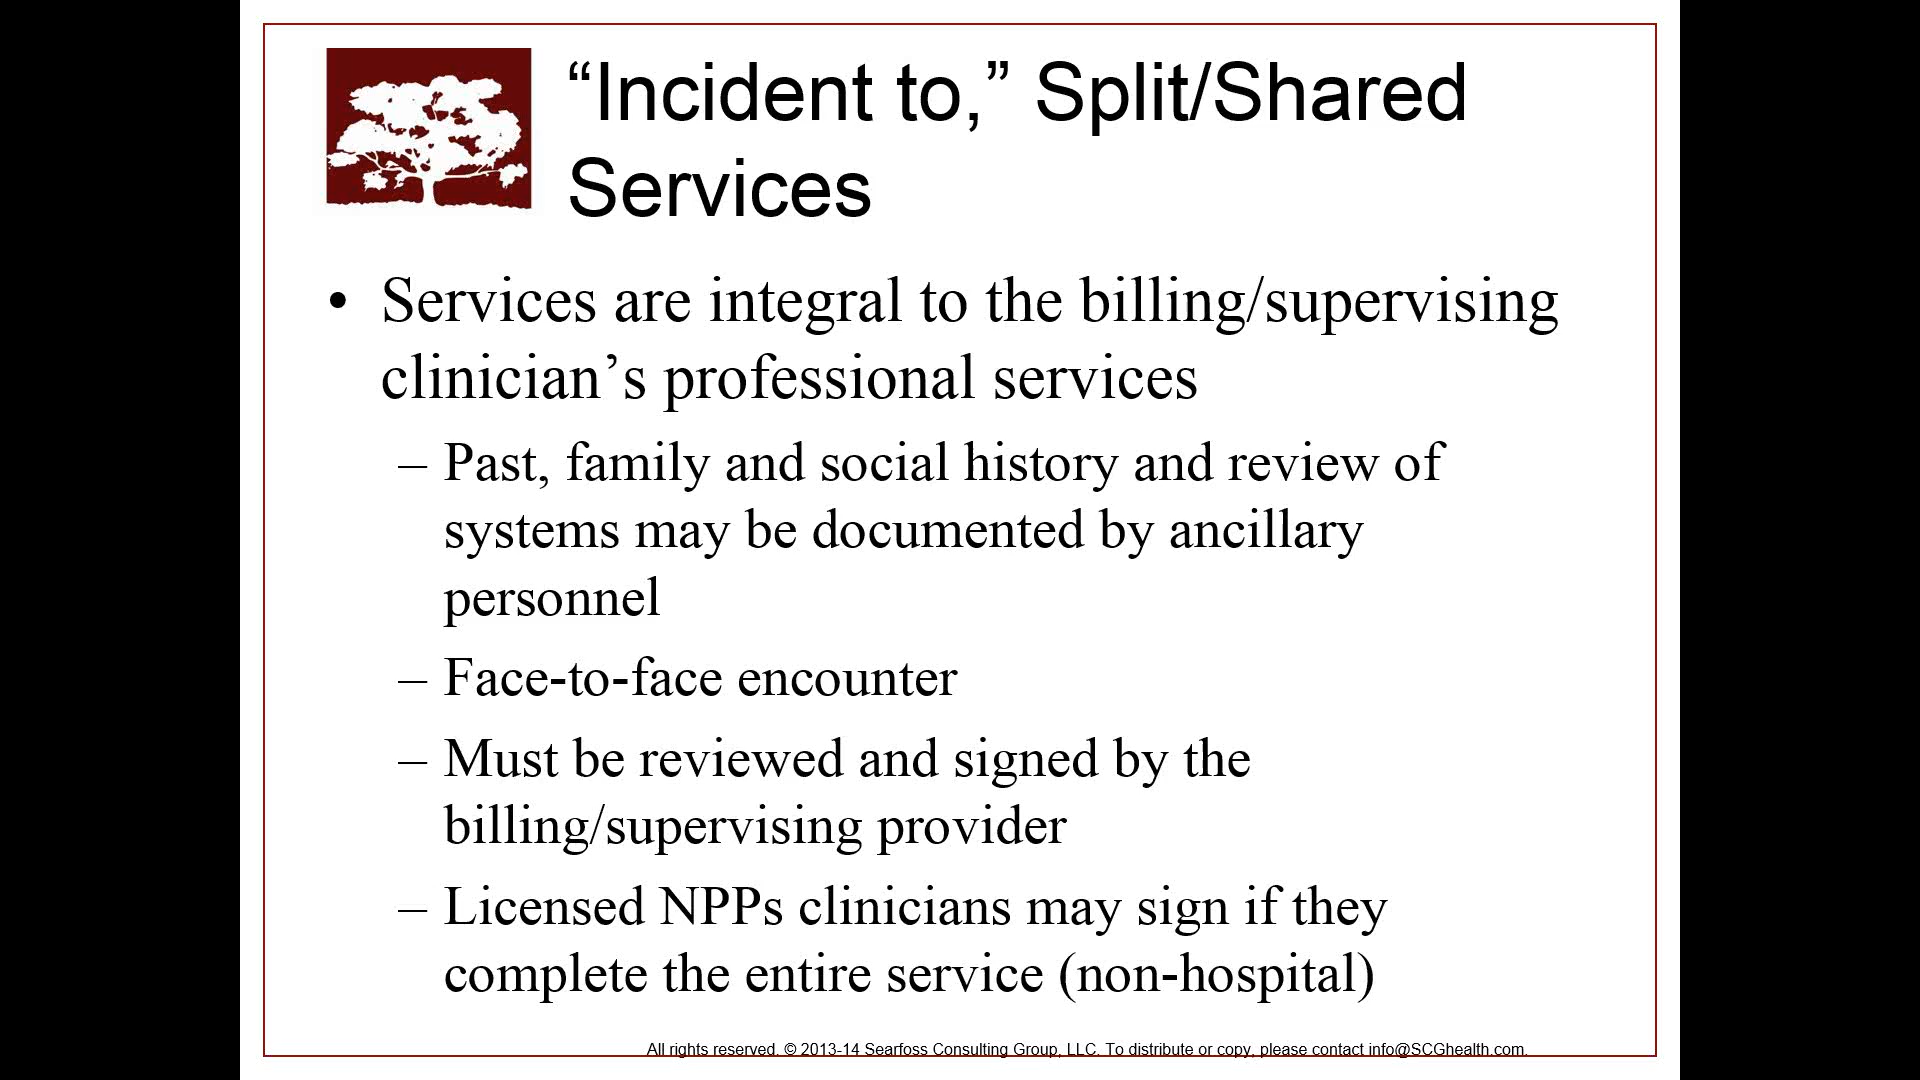 “Incident to,” Split/Shared
Services
• Services are integral to the billing/supervising
clinician’s professional services
– Past, family and social history and review of
systems may be documented by ancillary
personnel
– Face-to-face encounter
– Must be reviewed and signed by the
billing/supervising provider
– Licensed NPPs clinicians may sign if they
complete the entire service (non-hospital)
All rights reserved. © 2013-14 Searfoss Consulting Group, LLC. To distribute or copy, please contact info@SCGhealth.com.